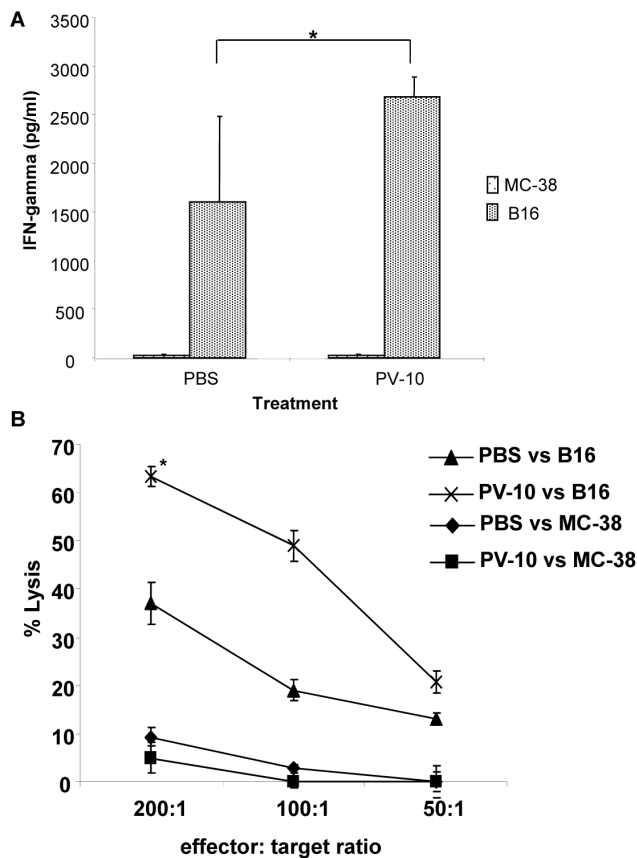 A
3500
3000
2500
2000
1500
1000
500
0
IFN-gamma (pg/ml)
*
MC-38
B16
PBS
PV-10
Treatment
B
70
60
50
40
30
20
10
0
% Lysis
*
PBS vs B16
PV-10 vs B16
PBS vs MC-38
PV-10 vs MC-38
200:1
100:1
50:1
effector: target ratio